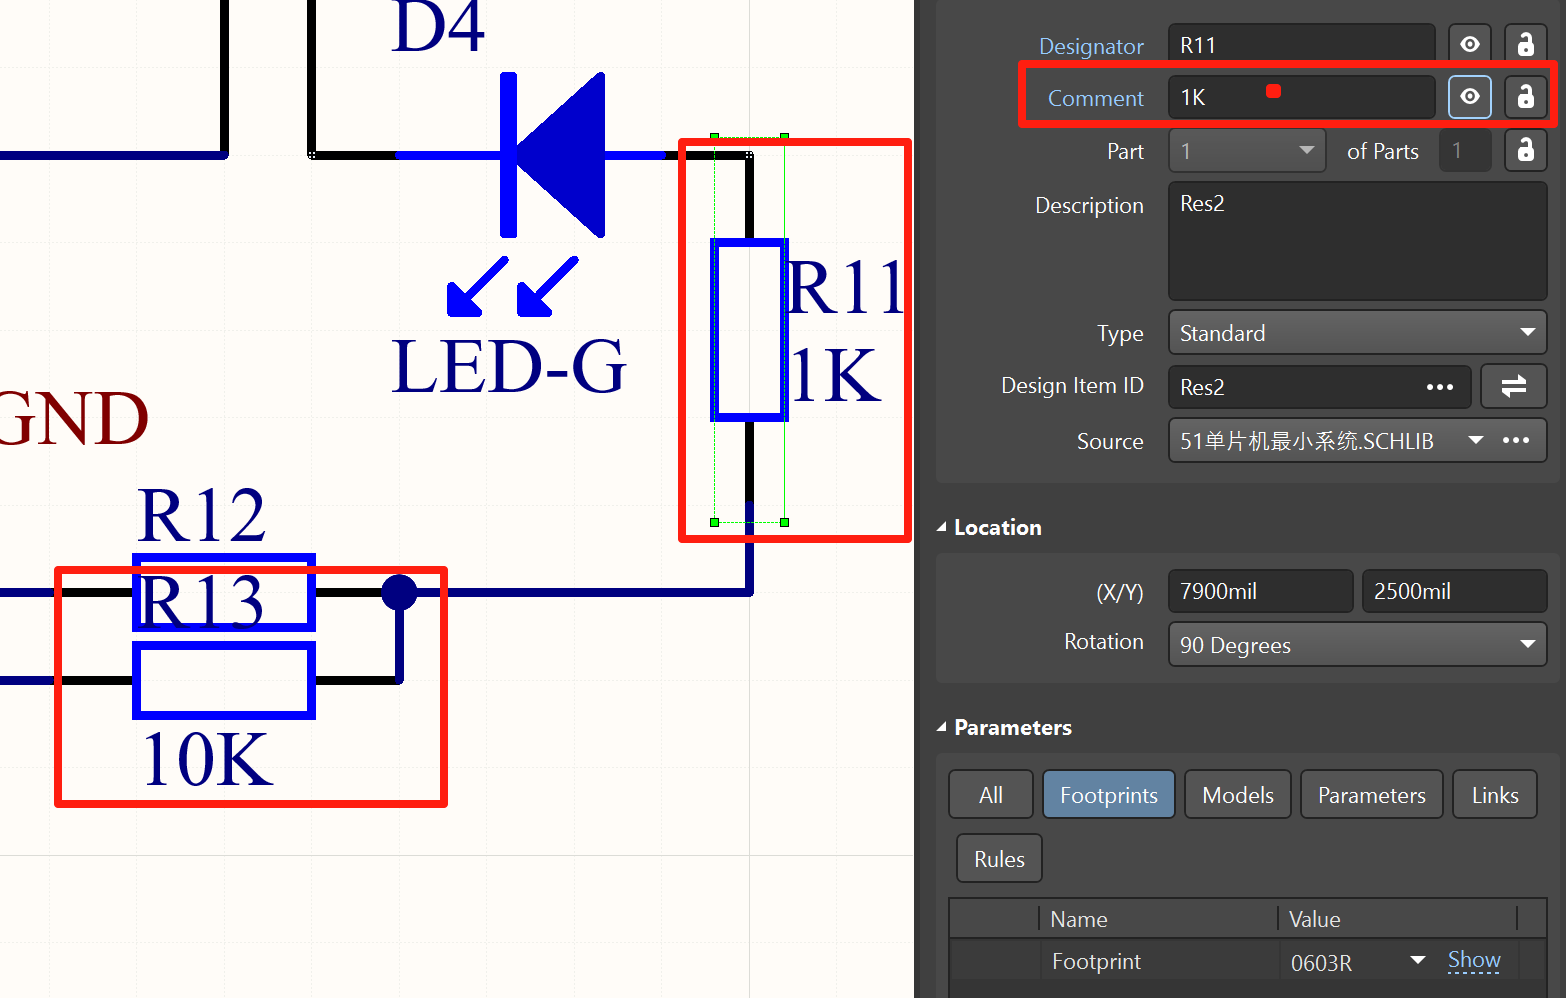 D4
LED-G
R11
1K
GND
R12
R13
10K
Designator R11
Comment 1K
Part 1 of Parts 1
Description Res2
Type Standard
Design Item ID Res2 •••
Source 51单片机最小系统.SCHLIB •••
Location
(X/Y) 7900mil 2500mil
Rotation 90 Degrees
Parameters
All Footprints Models Parameters Links
Rules
Name Value
Footprint 0603R Show